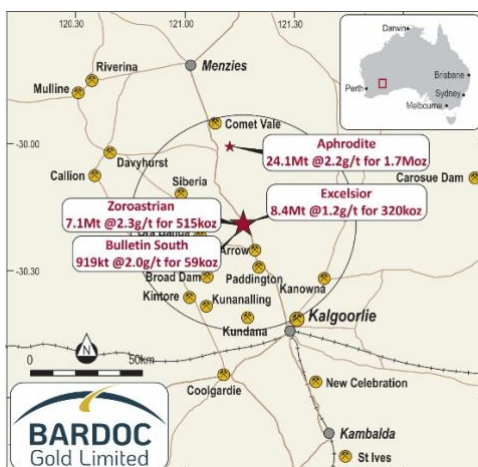 120.30
121.00
121.30
Darwin
Perth
Brisbane
Sydney
Melbourne
Riverina
Menzies
Mulline
Comet Vale
-30.00
Aphrodite
24.1Mt @2.2g/t for 1.7Moz
Davyhurst
Callion
Siberia
Carosue Dam
Zoroastrian
7.1Mt @2.3g/t for 515koz
Excelsior
8.4Mt @1.2g/t for 320koz
Bulletin South
919kt @2.0g/t for 59koz
Arrow
-30.30
Broad Dam
Paddington
Kanowna
Kintore
Kunanalling
Kundana
Kalgoorlie
N
0
50km
Coolgardie
New Celebration
BARDOC
Gold Limited
Kambalda
St Ives